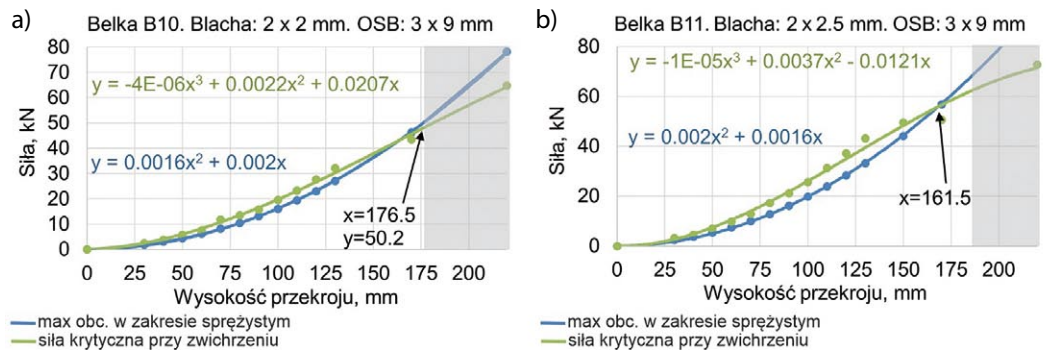 a)
Belka B10. Blacha: 2 x 2 mm. OSB: 3 x 9 mm
80
70
60
50
40
30
20
10
0
Siła, kN
y = -4E-06x³ + 0.0022x² + 0.0207x
y = 0.0016x² + 0.002x
x=176.5
y=50.2
0 25 50 75 100 125 150 175 200
Wysokość przekroju, mm
max obc. w zakresie sprężystym
siła krytyczna przy zwichrzeniu
b)
Belka B11. Blacha: 2 x 2.5 mm. OSB: 3 x 9 mm
80
60
40
20
0
Siła, kN
y = -1E-05x³ + 0.0037x² - 0.0121x
y = 0.002x² + 0.0016x
x=161.5
0 25 50 75 100 125 150 175 200
Wysokość przekroju, mm
max obc. w zakresie sprężystym
siła krytyczna przy zwichrzeniu